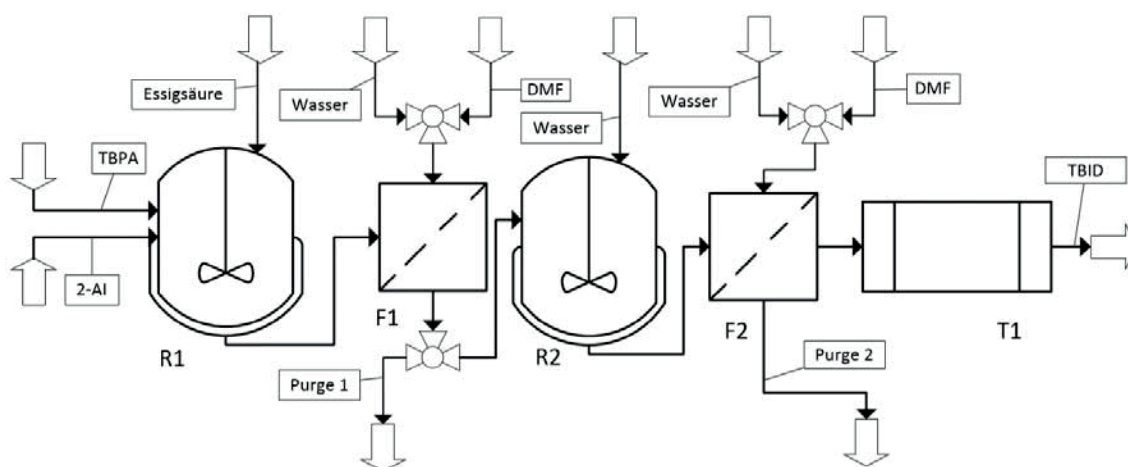 Essigsäure
Wasser
DMF
Wasser
Wasser
DMF
TBPA
TBID
2-AI
F1
F2
T1
R1
R2
Purge 1
Purge 2